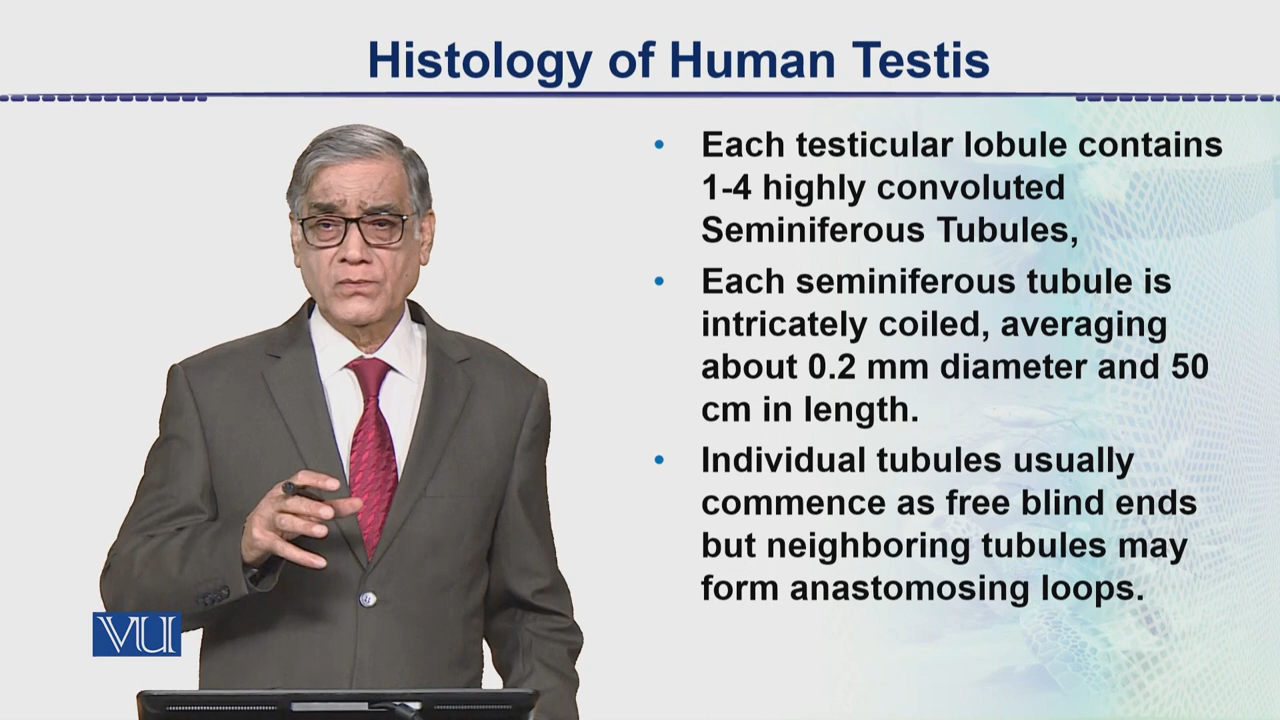 Histology of Human Testis
• Each testicular lobule contains
1-4 highly convoluted
Seminiferous Tubules,
• Each seminiferous tubule is
intricately coiled, averaging
about 0.2 mm diameter and 50
cm in length.
• Individual tubules usually
commence as free blind ends
but neighboring tubules may
form anastomosing loops.
VU